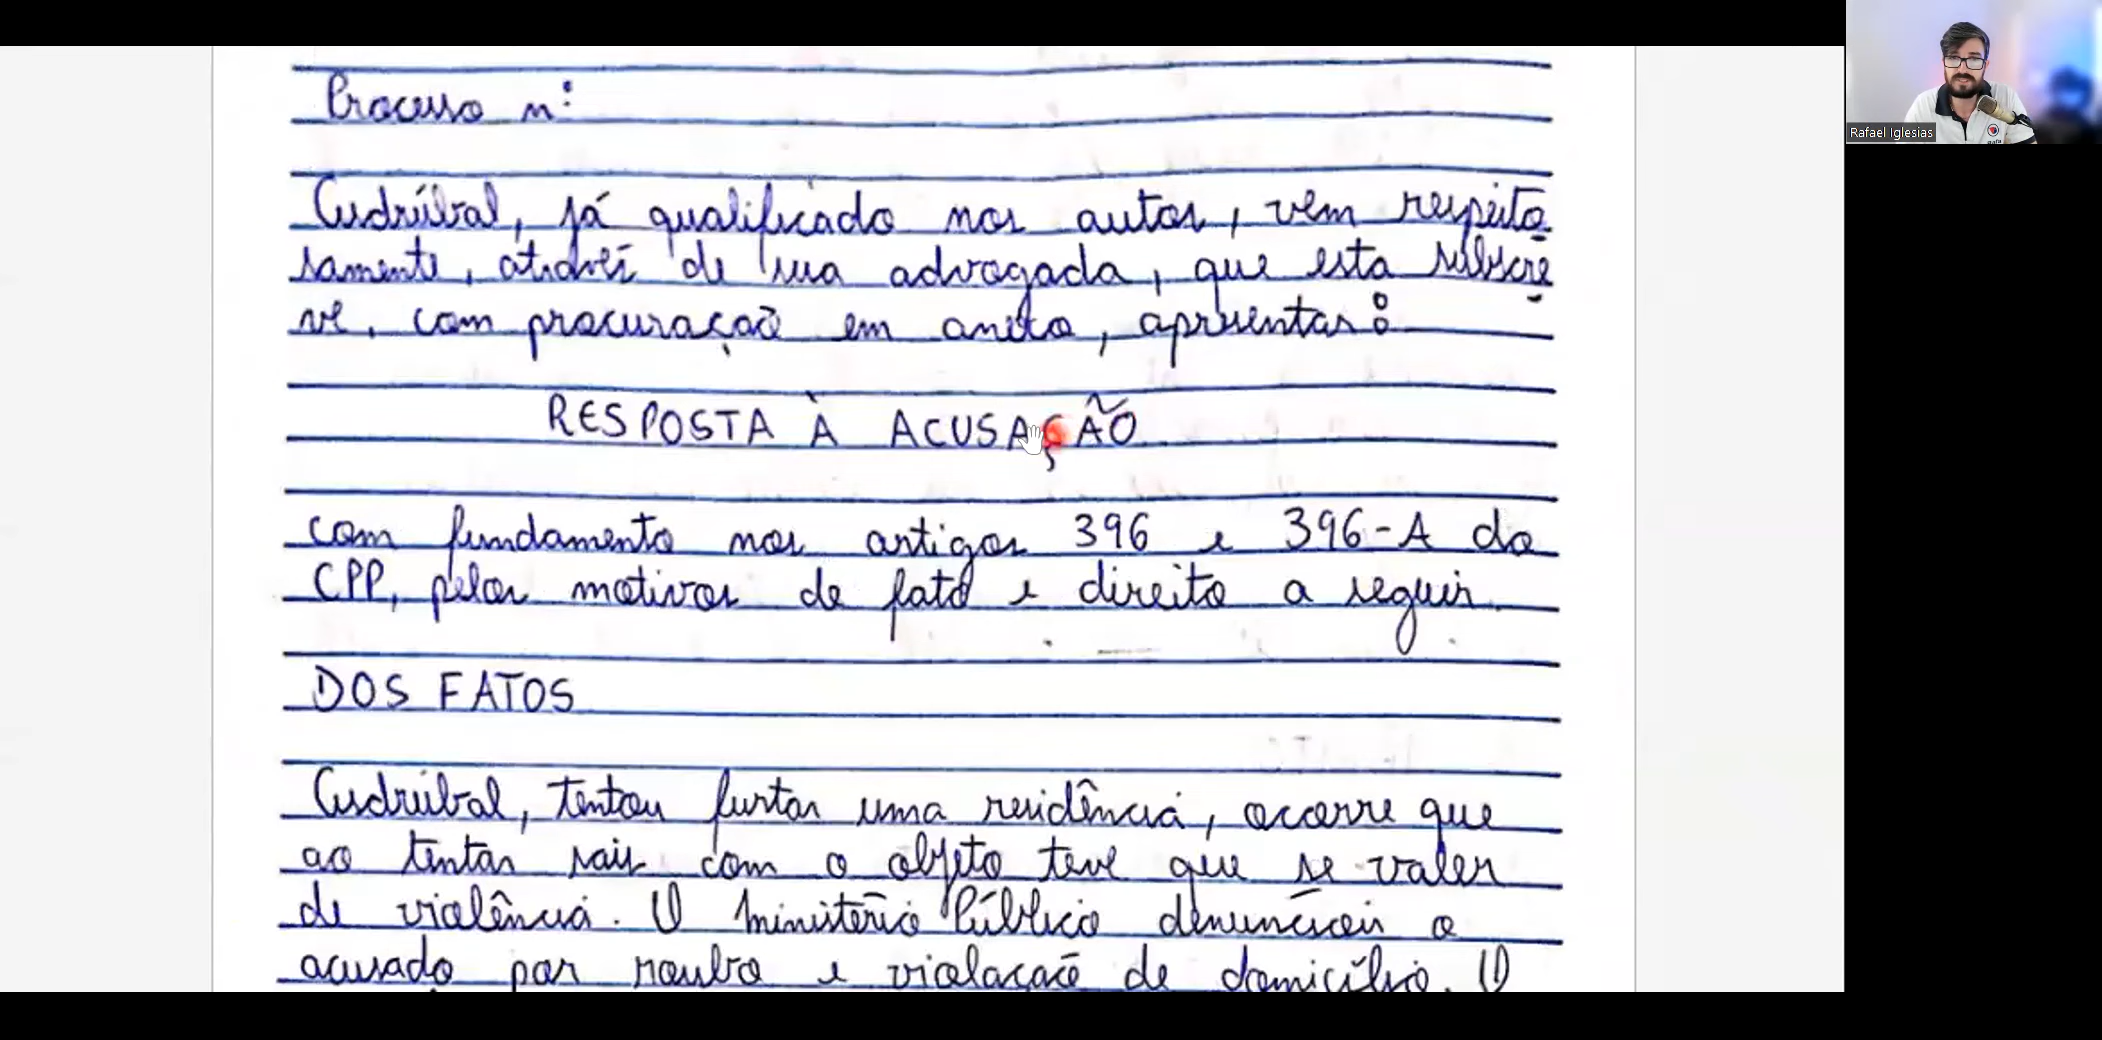 Processo nº:
Cusdrúbal, já qualificado nos autos, vem respeito
samente, através de sua advogada, que esta subscre
ve, com procuração em anexo, apresentar:
RESPOSTA À ACUSAÇÃO
com fundamento nos artigos 396 e 396-A do
CPP, pelos motivos de fato e direito a seguir.
DOS FATOS
Cusdrúbal, tentou furtar uma residência, ocorre que
ao tentar sair com o objeto teve que se valer
de violência. O Ministério Público denunciou o
acusado por roubo e violação de domicílio. O
Rafael Iglesias